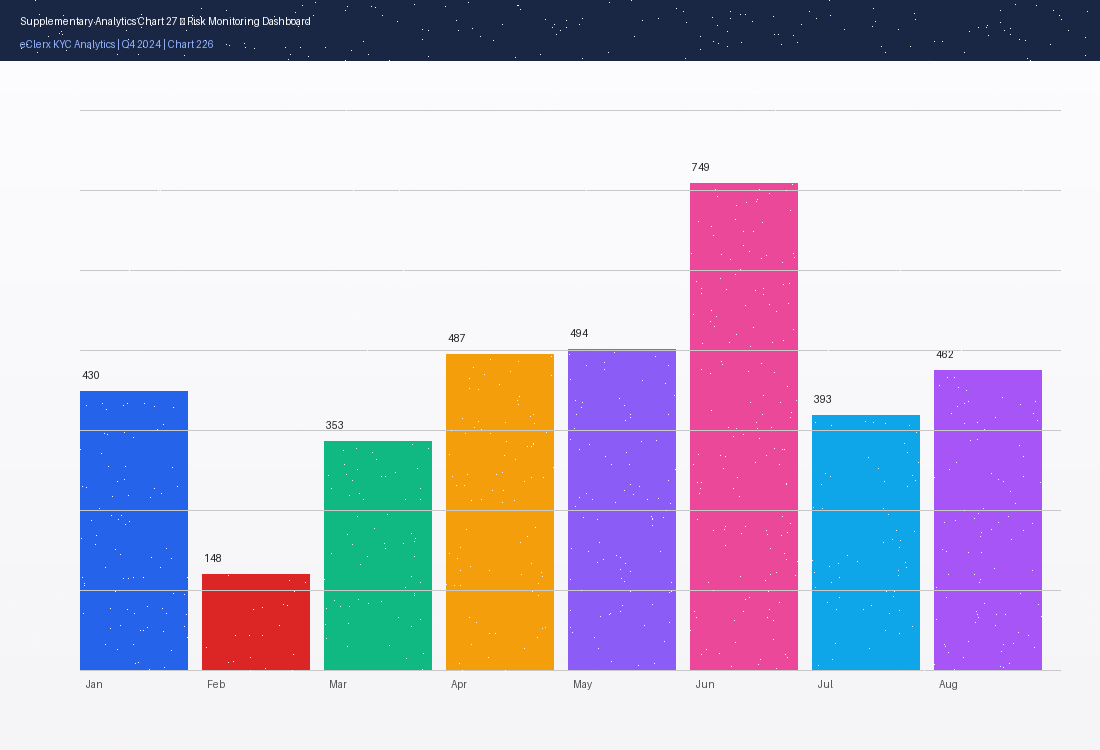 Supplementary Analytics Chart 27 ▯ Risk Monitoring Dashboard
eClerx KYC Analytics | Q4 2024 | Chart 226
749
494
487
462
430
393
353
148
Jan Feb Mar Apr May Jun Jul Aug